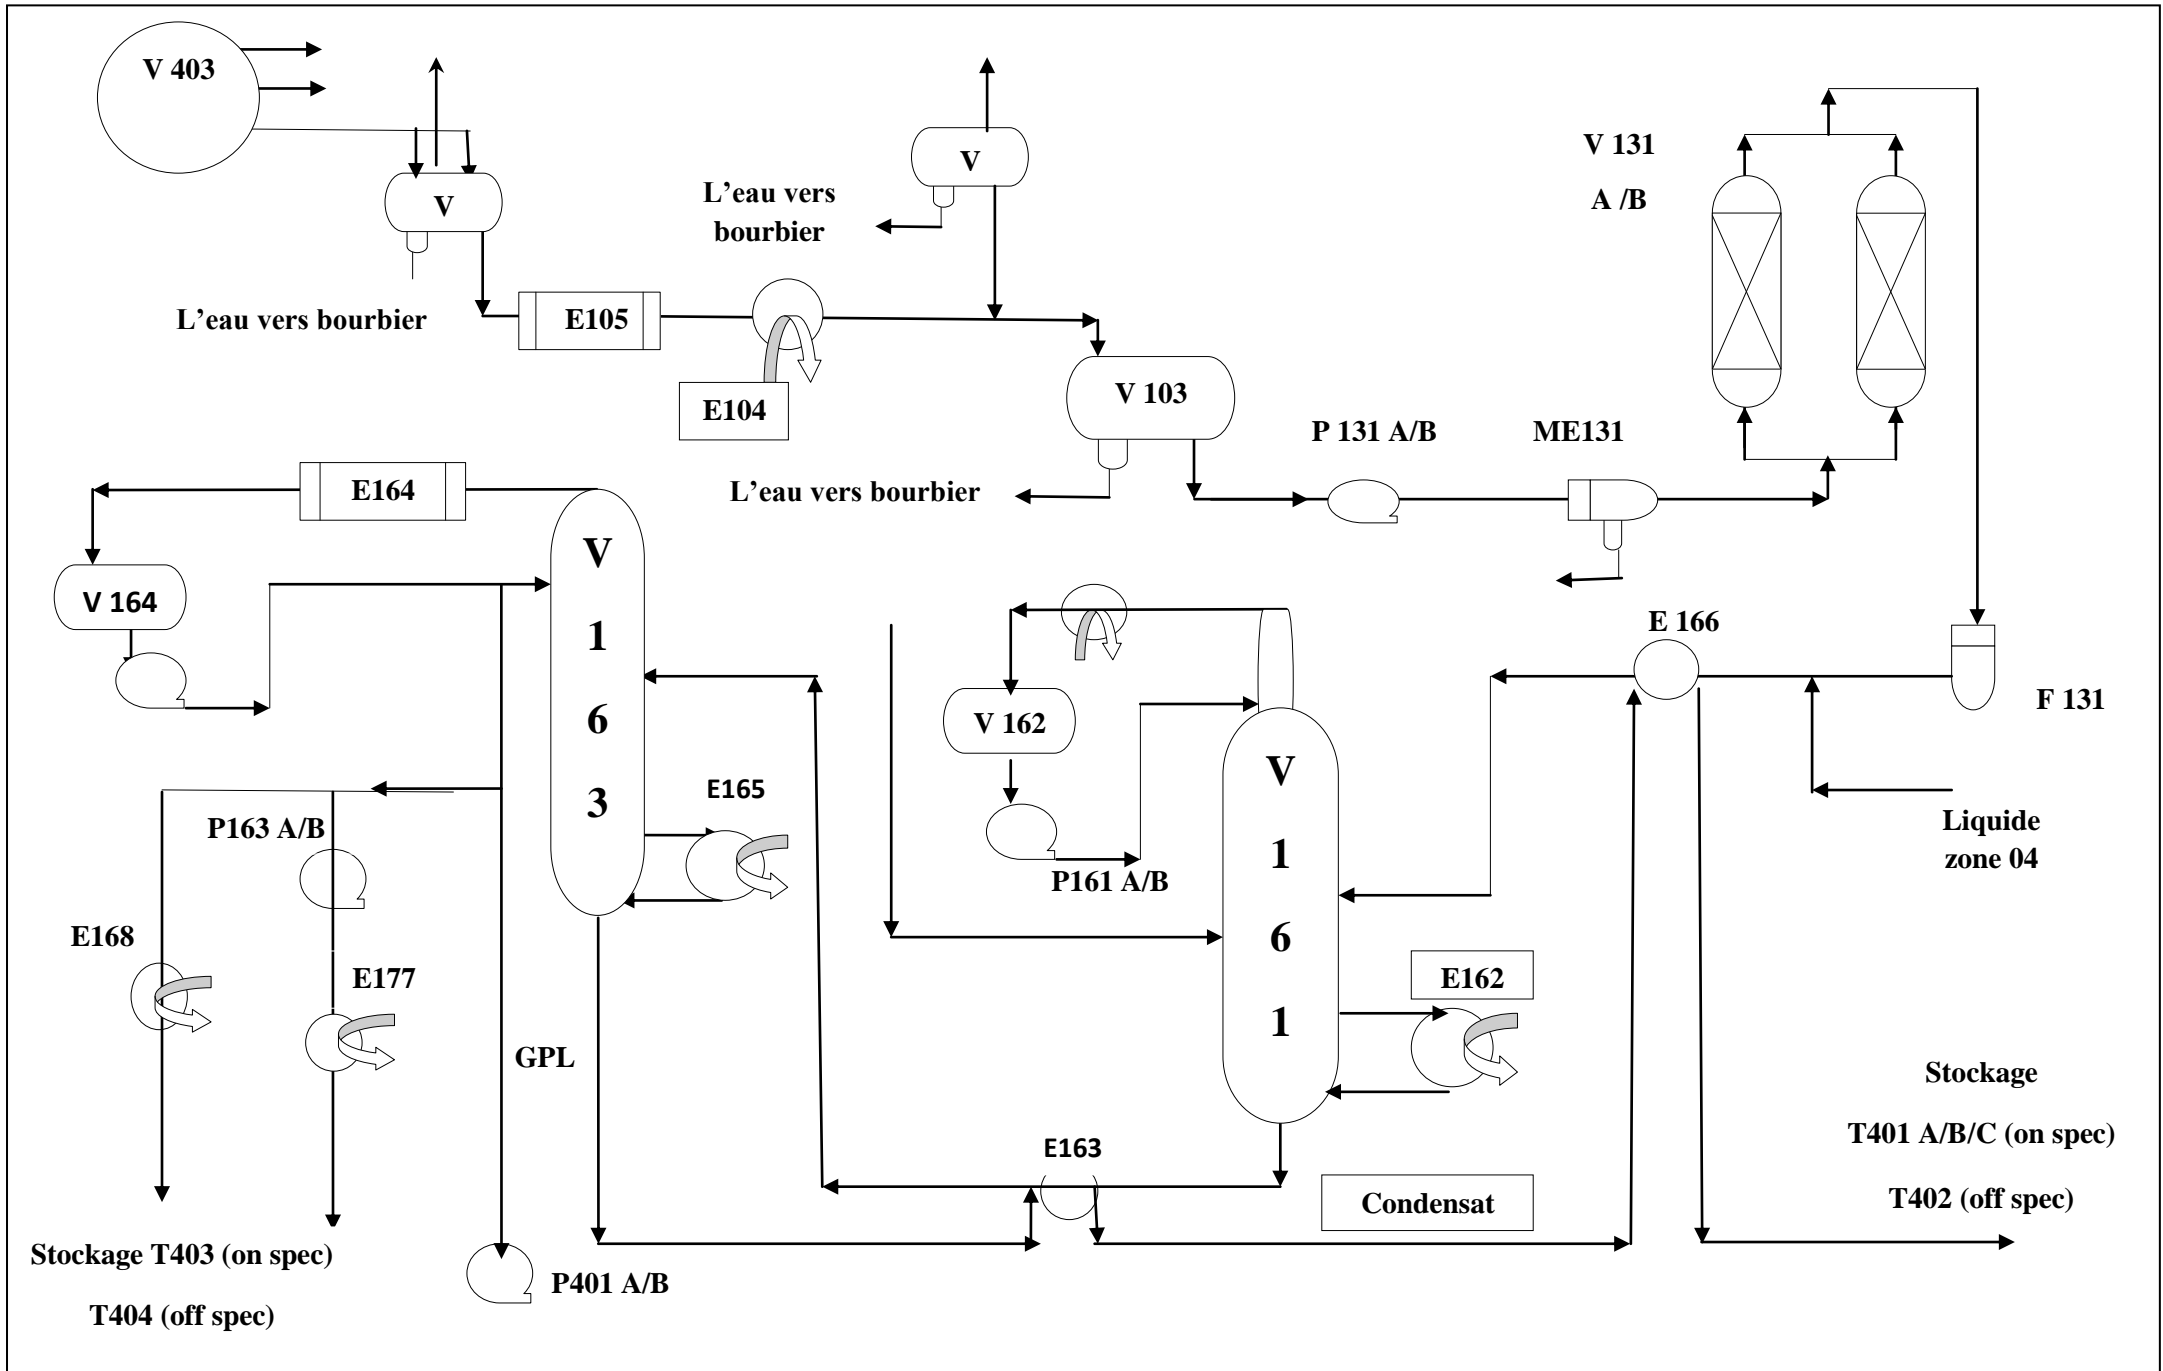 V 403
V
V
L'eau vers
bourbier
V 131
A /B
L'eau vers bourbier
E105
E104
V 103
P 131 A/B
ME131
E164
L'eau vers bourbier
V
1
6
3
V 164
E 166
F 131
V 162
V
1
6
1
E165
P163 A/B
P161 A/B
Liquide
zone 04
E168
E177
E162
GPL
Stockage
T401 A/B/C (on spec)
T402 (off spec)
E163
Condensat
Stockage T403 (on spec)
T404 (off spec)
P401 A/B